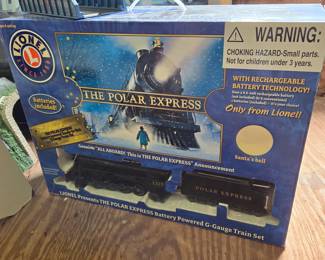 LIONEL
WARNING:
CHOKING HAZARD-Small parts.
Not for children under 3 years.
Batteries
included!
THE POLAR EXPRESS
WITH RECHARGEABLE
BATTERY TECHNOLOGY!
Only from Lionel!
Santa's bell
Genuine "ALL ABOARD! This is THE POLAR EXPRESS" Announcement!
1225
POLAR EXPRESS
LIONEL Presents THE POLAR EXPRESS Battery Powered G-Gauge Train Set